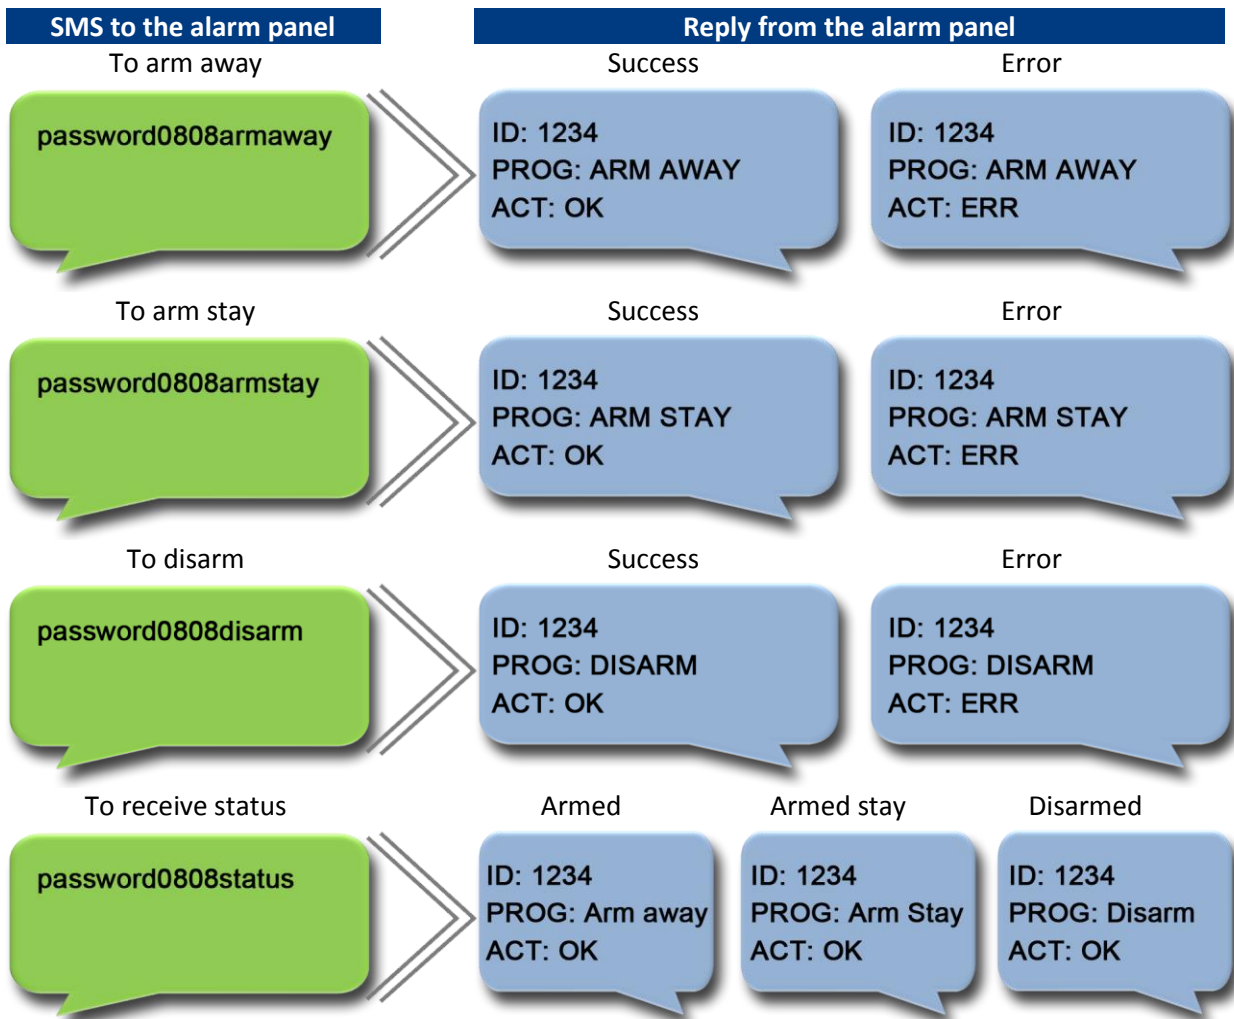 SMS to the alarm panel
Reply from the alarm panel
To arm away
Success
Error
password0808armaway
ID: 1234
PROG: ARM AWAY
ACT: OK
ID: 1234
PROG: ARM AWAY
ACT: ERR
To arm stay
Success
Error
password0808armstay
ID: 1234
PROG: ARM STAY
ACT: OK
ID: 1234
PROG: ARM STAY
ACT: ERR
To disarm
Success
Error
password0808disarm
ID: 1234
PROG: DISARM
ACT: OK
ID: 1234
PROG: DISARM
ACT: ERR
To receive status
Armed
Armed stay
Disarmed
password0808status
ID: 1234
PROG: Arm away
ACT: OK
ID: 1234
PROG: Arm Stay
ACT: OK
ID: 1234
PROG: Disarm
ACT: OK